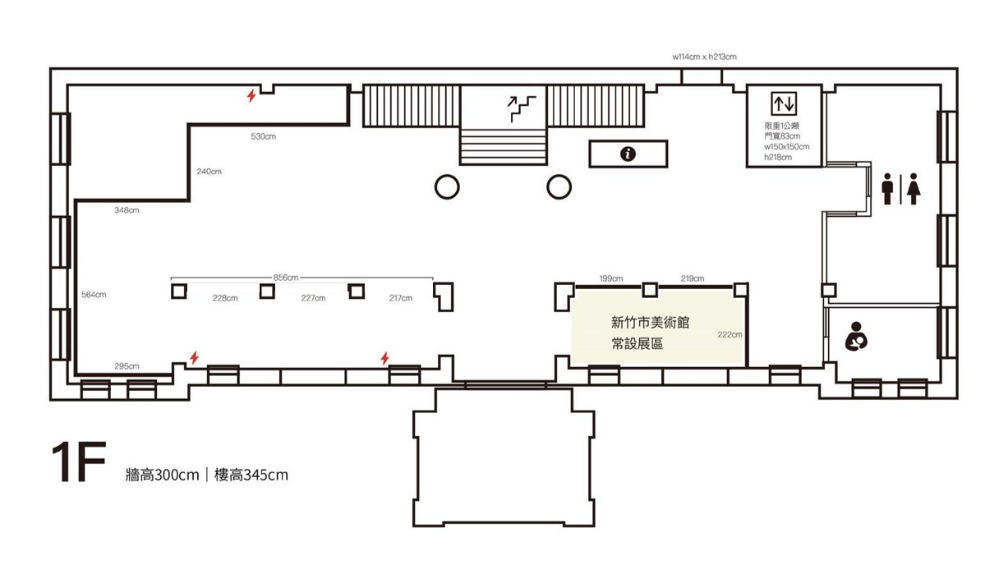 w114cm x h213cm
限重1公噸
門寬83cm
w150x150cm
h218cm
530cm
240cm
348cm
856cm
199cm
219cm
564cm
228cm
227cm
217cm
新竹市美術館
常設展區
222cm
295cm
1F
牆高300cm｜樓高345cm